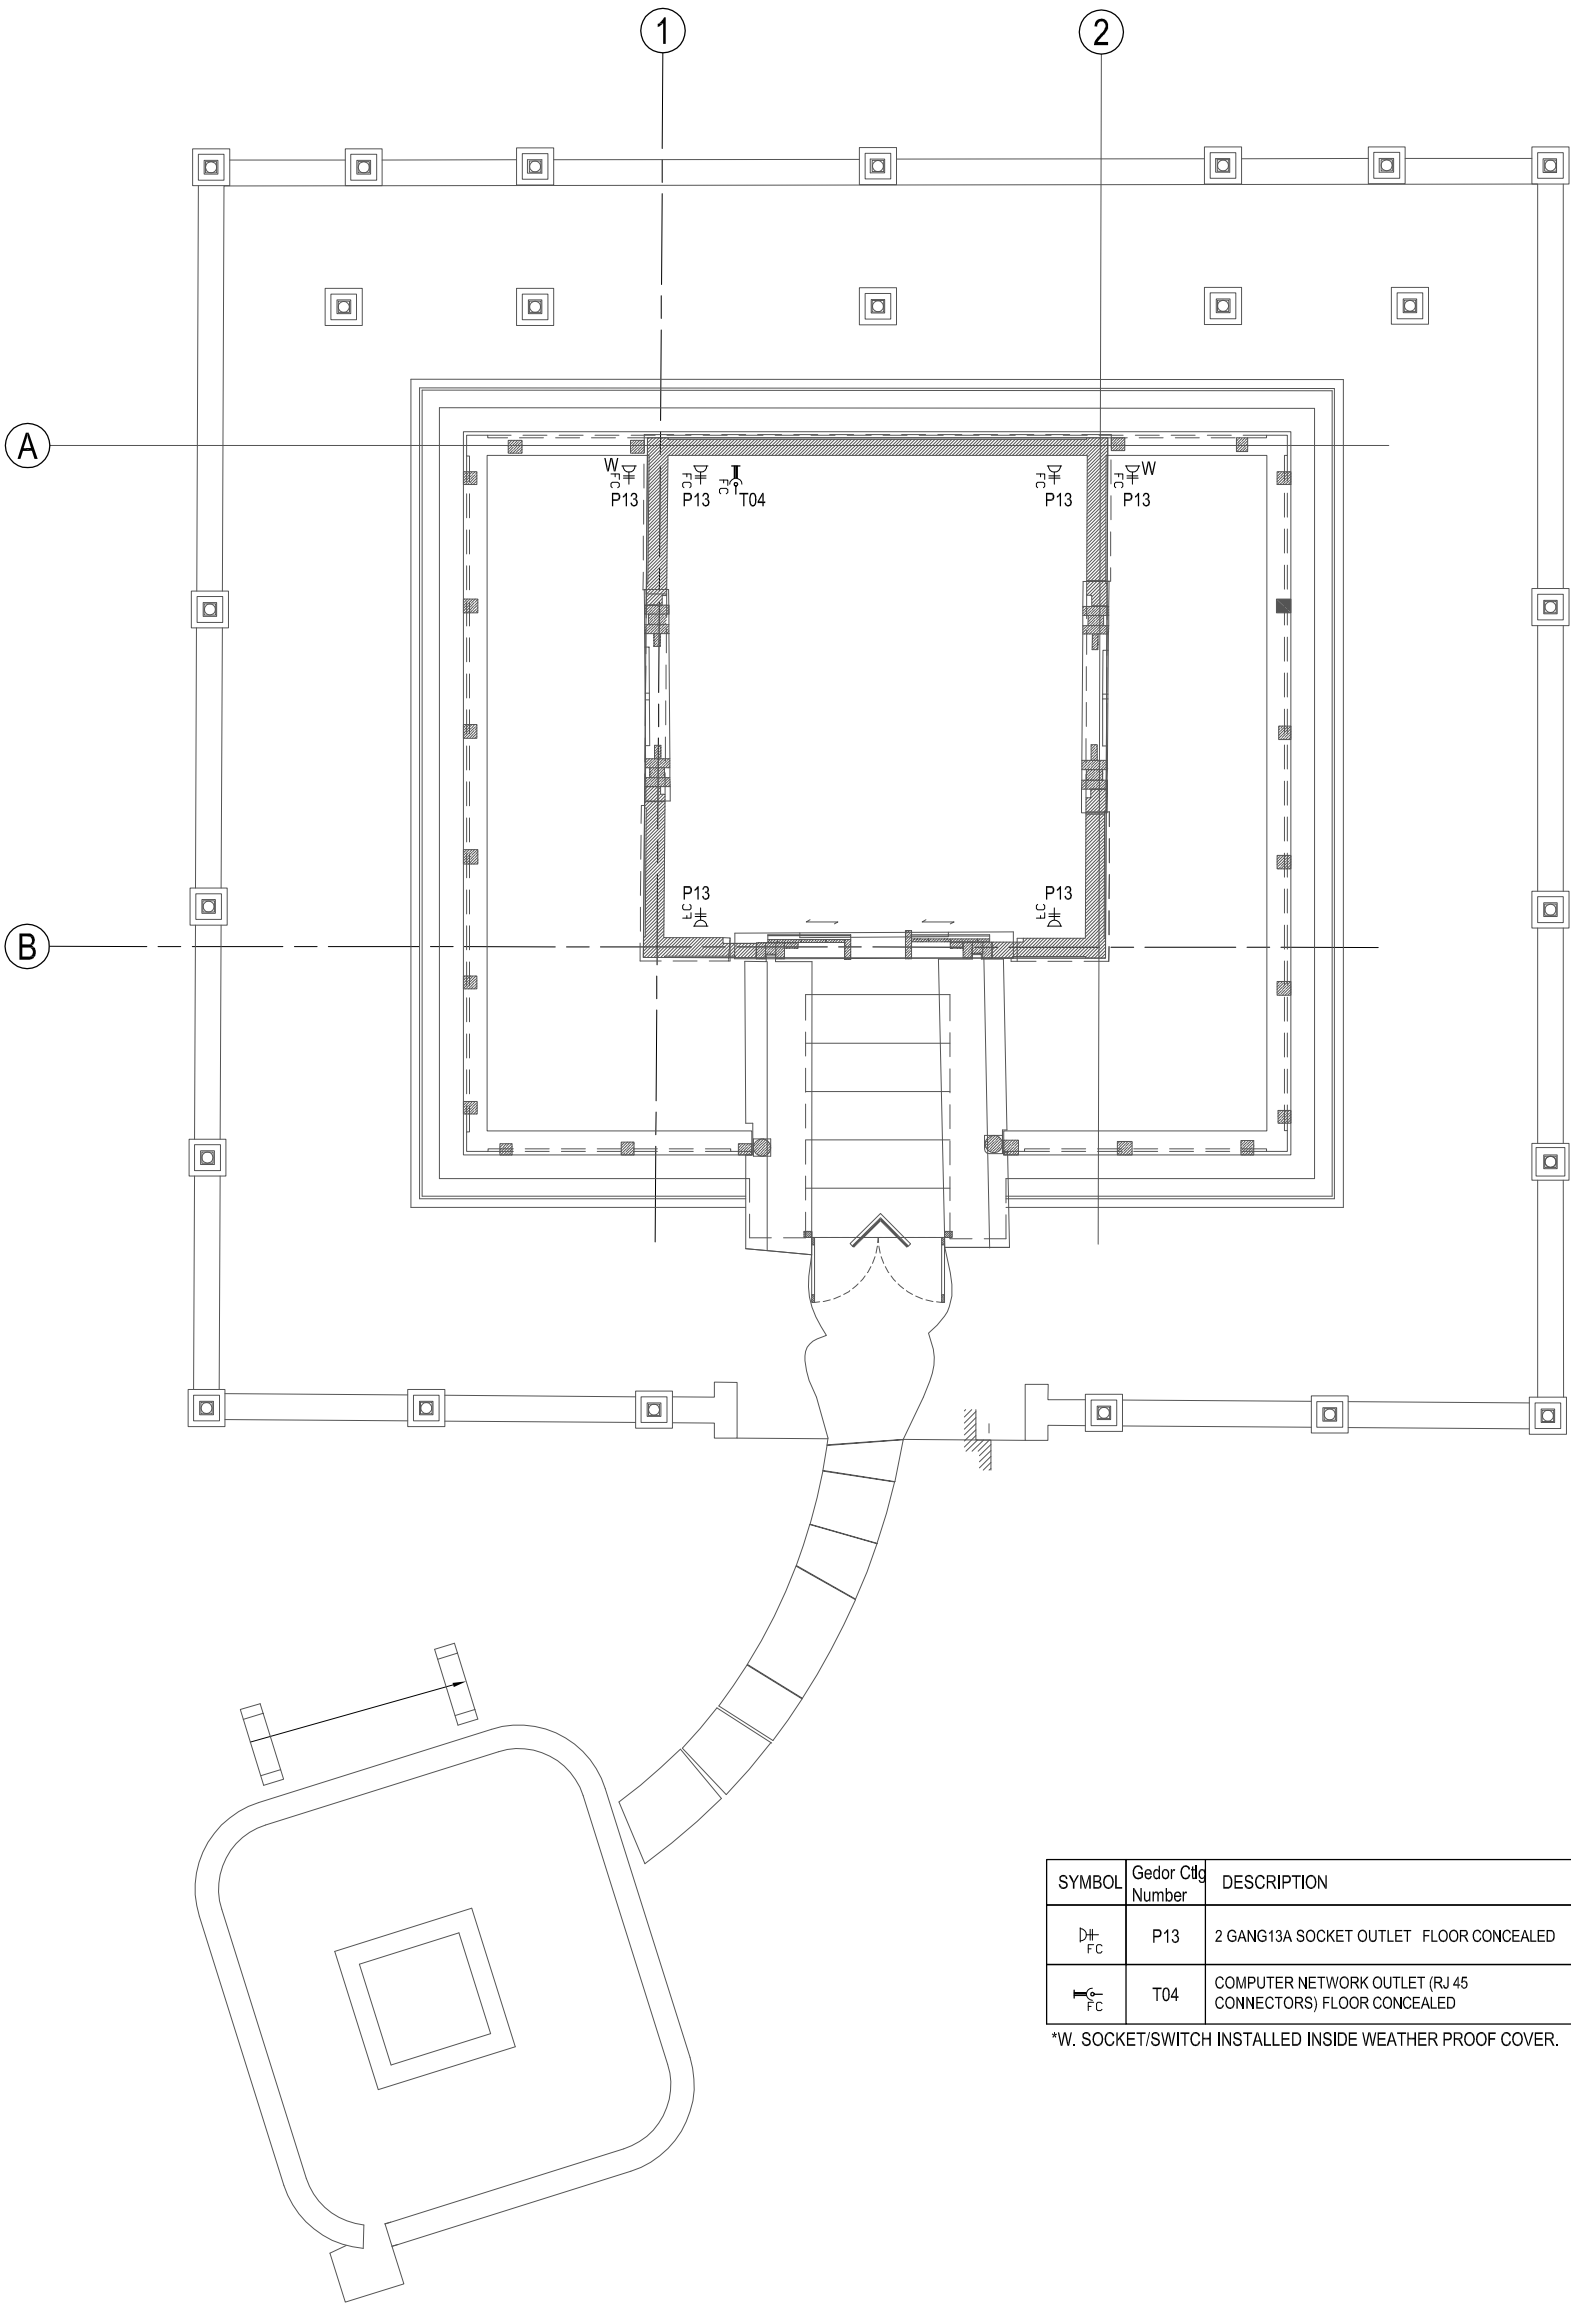 1
2
A
W
FC
P13
FC
P13
FC
T04
FC
P13
FC
W
P13
P13
FC
P13
FC
B
SYMBOL
Gedor Ctlg
Number
DESCRIPTION
FC
P13
2 GANG13A SOCKET OUTLET FLOOR CONCEALED
FC
T04
COMPUTER NETWORK OUTLET (RJ 45
CONNECTORS) FLOOR CONCEALED
*W. SOCKET/SWITCH INSTALLED INSIDE WEATHER PROOF COVER.